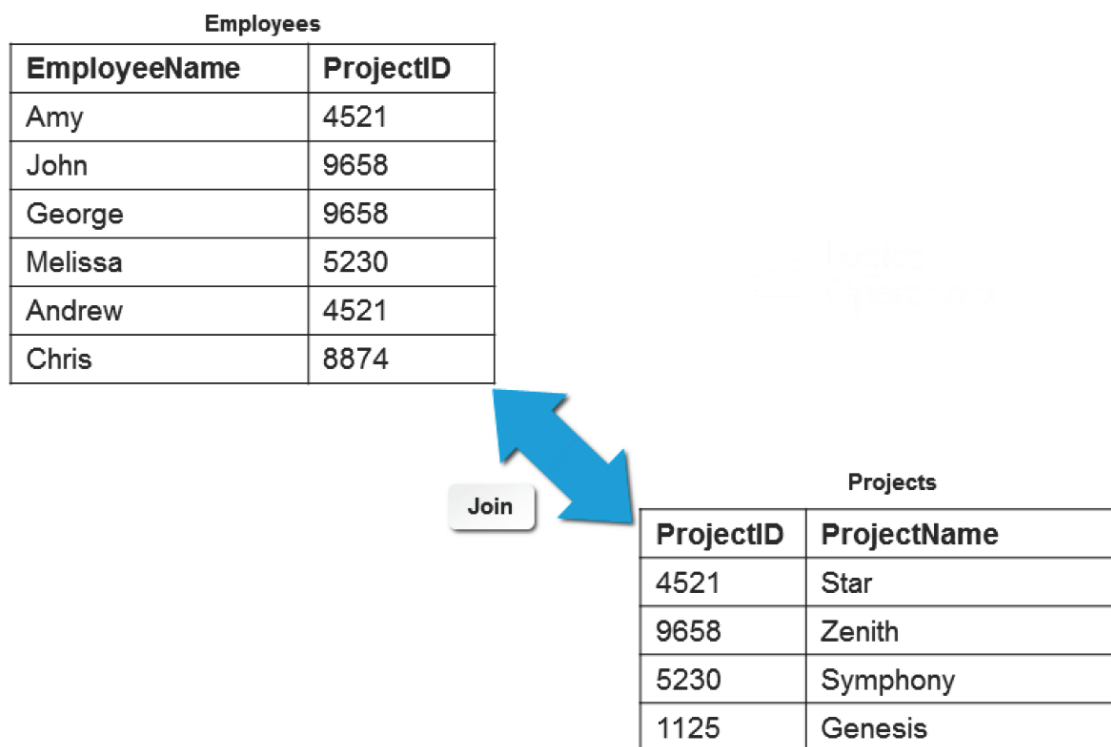 Employees
EmployeeName ProjectID
Amy 4521
John 9658
George 9658
Melissa 5230
Andrew 4521
Chris 8874
Join
Projects
ProjectID ProjectName
4521 Star
9658 Zenith
5230 Symphony
1125 Genesis